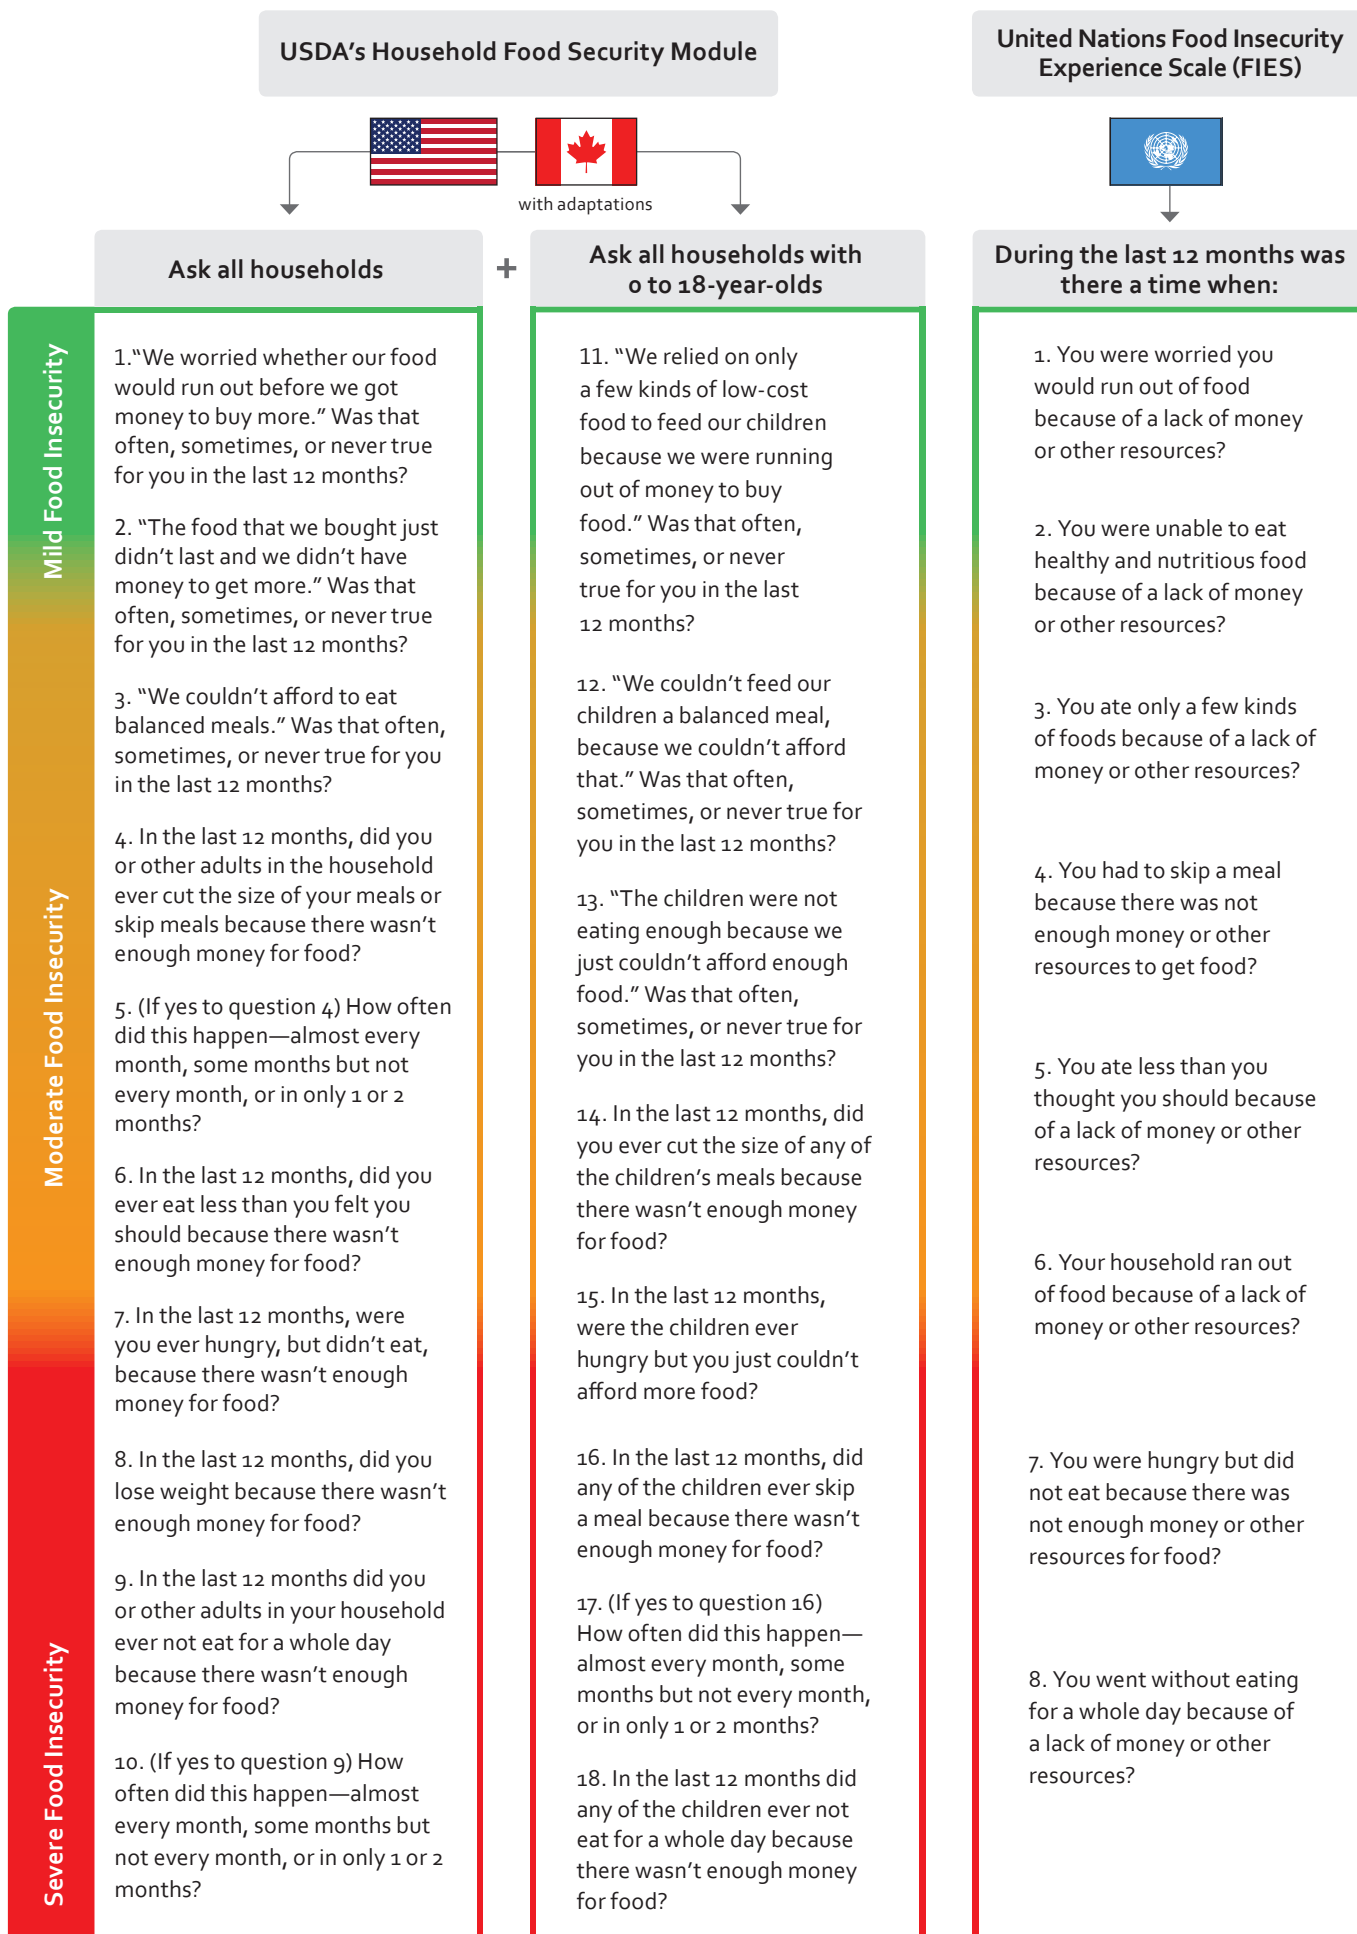 USDA’s Household Food Security Module
with adaptations
Ask all households
+
Ask all households with
0 to 18-year-olds
Mild Food Insecurity
Moderate Food Insecurity
Severe Food Insecurity
1.“We worried whether our food
would run out before we got
money to buy more.” Was that
often, sometimes, or never true
for you in the last 12 months?
2. “The food that we bought just
didn’t last and we didn’t have
money to get more.” Was that
often, sometimes, or never true
for you in the last 12 months?
3. “We couldn’t afford to eat
balanced meals.” Was that often,
sometimes, or never true for you
in the last 12 months?
4. In the last 12 months, did you
or other adults in the household
ever cut the size of your meals or
skip meals because there wasn’t
enough money for food?
5. (If yes to question 4) How often
did this happen—almost every
month, some months but not
every month, or in only 1 or 2
months?
6. In the last 12 months, did you
ever eat less than you felt you
should because there wasn’t
enough money for food?
7. In the last 12 months, were
you ever hungry, but didn’t eat,
because there wasn’t enough
money for food?
8. In the last 12 months, did you
lose weight because there wasn’t
enough money for food?
9. In the last 12 months did you
or other adults in your household
ever not eat for a whole day
because there wasn’t enough
money for food?
10. (If yes to question 9) How
often did this happen—almost
every month, some months but
not every month, or in only 1 or 2
months?
11. “We relied on only
a few kinds of low-cost
food to feed our children
because we were running
out of money to buy
food.” Was that often,
sometimes, or never
true for you in the last
12 months?
12. “We couldn’t feed our
children a balanced meal,
because we couldn’t afford
that.” Was that often,
sometimes, or never true for
you in the last 12 months?
13. “The children were not
eating enough because we
just couldn’t afford enough
food.” Was that often,
sometimes, or never true for
you in the last 12 months?
14. In the last 12 months, did
you ever cut the size of any of
the children’s meals because
there wasn’t enough money
for food?
15. In the last 12 months,
were the children ever
hungry but you just couldn’t
afford more food?
16. In the last 12 months, did
any of the children ever skip
a meal because there wasn’t
enough money for food?
17. (If yes to question 16)
How often did this happen—
almost every month, some
months but not every month,
or in only 1 or 2 months?
18. In the last 12 months did
any of the children ever not
eat for a whole day because
there wasn’t enough money
for food?
United Nations Food Insecurity
Experience Scale (FIES)
During the last 12 months was
there a time when:
1. You were worried you
would run out of food
because of a lack of money
or other resources?
2. You were unable to eat
healthy and nutritious food
because of a lack of money
or other resources?
3. You ate only a few kinds
of foods because of a lack of
money or other resources?
4. You had to skip a meal
because there was not
enough money or other
resources to get food?
5. You ate less than you
thought you should because
of a lack of money or other
resources?
6. Your household ran out
of food because of a lack of
money or other resources?
7. You were hungry but did
not eat because there was
not enough money or other
resources for food?
8. You went without eating
for a whole day because of
a lack of money or other
resources?